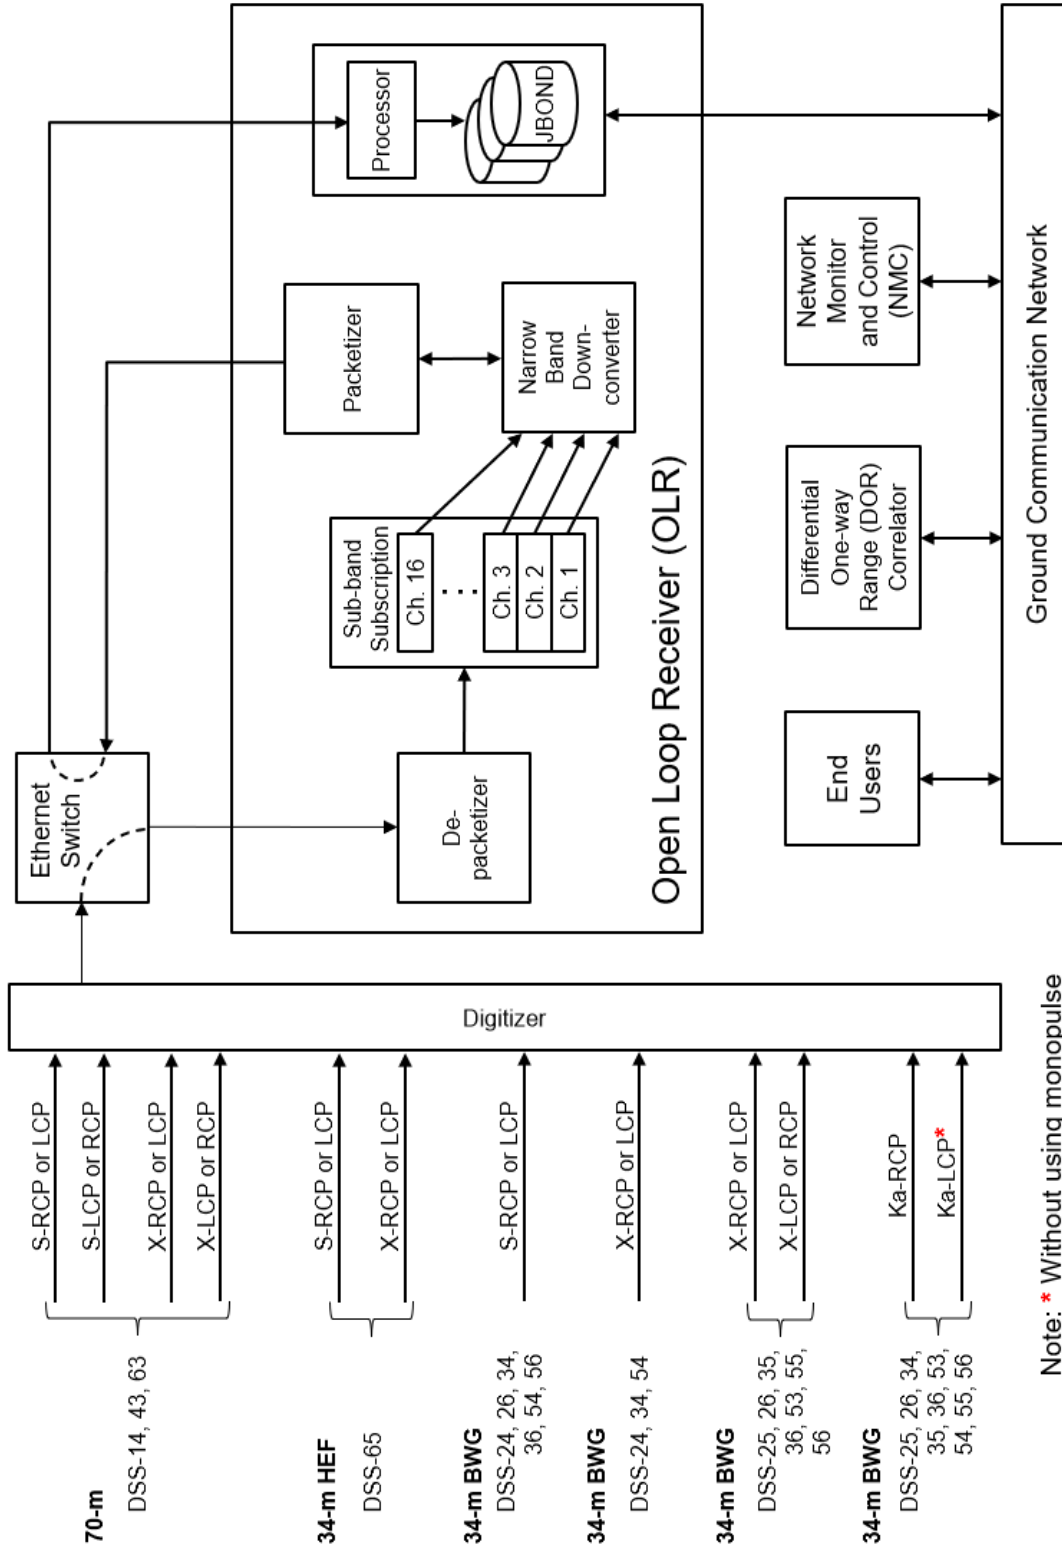 70-m
DSS-14, 43, 63
S-RCP or LCP
S-LCP or RCP
X-RCP or LCP
X-LCP or RCP
34-m HEF
DSS-65
S-RCP or LCP
X-RCP or LCP
34-m BWG
DSS-24, 26, 34,
36, 54, 56
S-RCP or LCP
34-m BWG
DSS-24, 34, 54
X-RCP or LCP
34-m BWG
DSS-25, 26, 35,
36, 53, 55,
56
X-RCP or LCP
X-LCP or RCP
34-m BWG
DSS-25, 26, 34,
35, 36, 53,
54, 55, 56
Ka-RCP
Ka-LCP*
Note: * Without using monopulse
Digitizer
Ethernet
Switch
De-
packetizer
Sub-band
Subscription
Ch. 16
...
Ch. 3
Ch. 2
Ch. 1
Packetizer
Narrow
Band
Down-
converter
Processor
JBOND
Open Loop Receiver (OLR)
End
Users
Differential
One-way
Range (DOR)
Correlator
Network
Monitor
and Control
(NMC)
Ground Communication Network